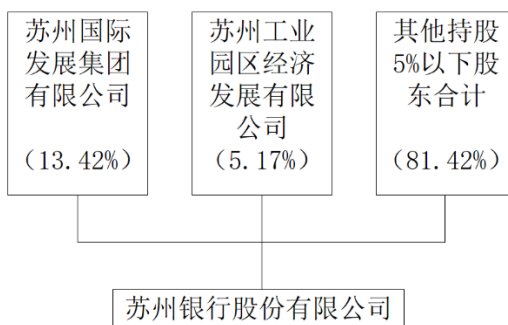 苏州国际
发展集团
有限公司
（13.42%）
苏州工业
园区经济
发展有限
公司
（5.17%）
其他持股
5%以下股
东合计
（81.42%）
苏州银行股份有限公司